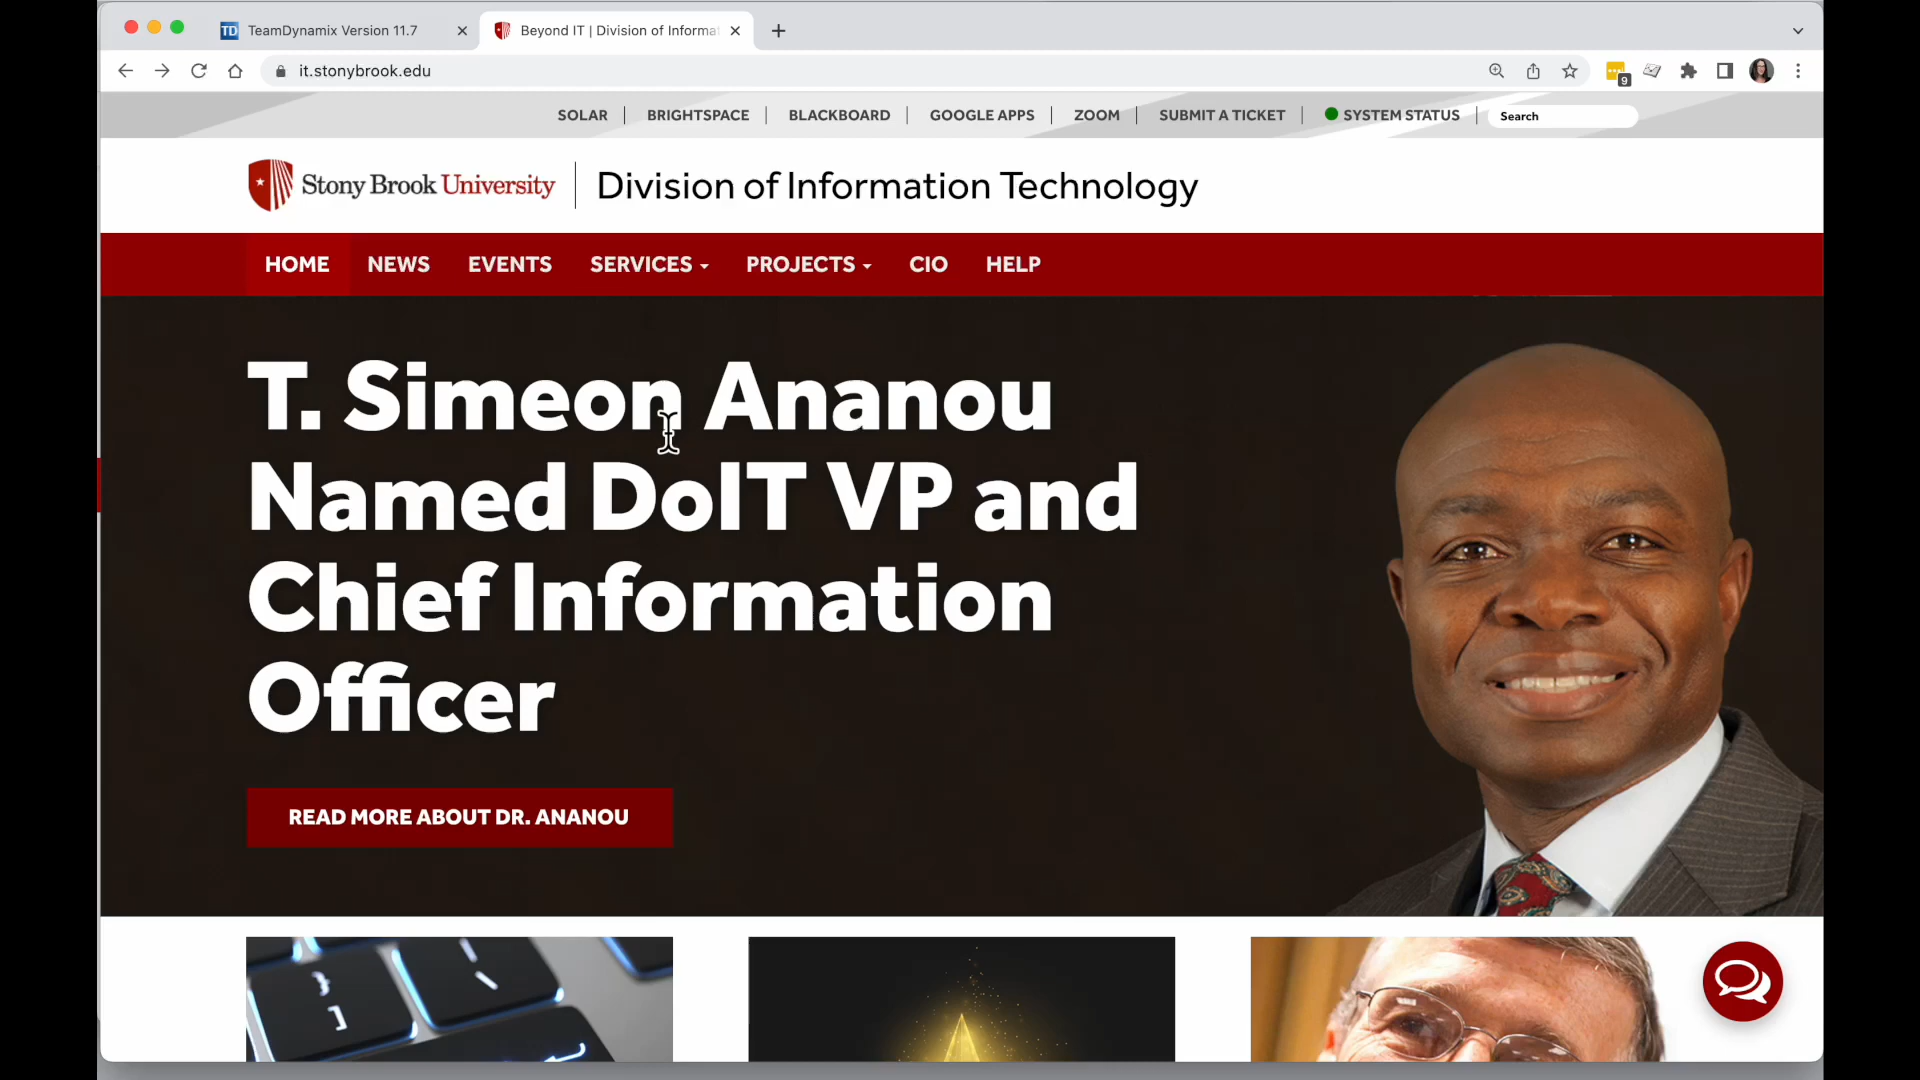 TD TeamDynamix Version 11.7
Beyond IT | Division of Informa
it.stonybrook.edu
9
SOLAR
BRIGHTSPACE
BLACKBOARD
GOOGLE APPS
ZOOM
SUBMIT A TICKET
SYSTEM STATUS
Search
Stony Brook University
Division of Information Technology
HOME
NEWS
EVENTS
SERVICES
PROJECTS
CIO
HELP
T. Simeon Ananou
Named DoIT VP and
Chief Information
Officer
READ MORE ABOUT DR. ANANOU